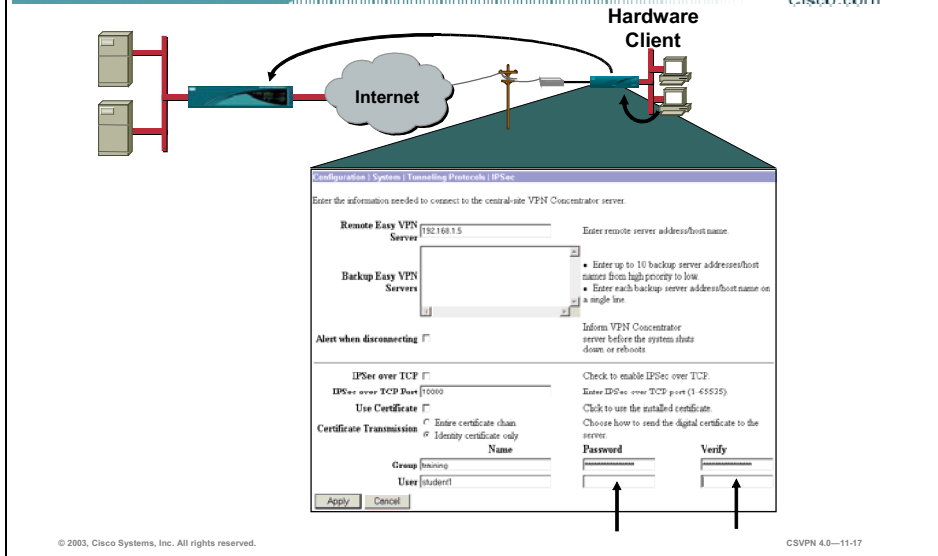 Hardware
Client
Internet
Configuration | System | Tunneling Protocols | IPSec
Enter the information needed to connect to the central-site VPN Concentrator server.
Remote Easy VPN
Server
192.168.1.5
Enter remote server address/host name.
Backup Easy VPN
Servers
• Enter up to 10 backup server addresses/host
names from high priority to low.
• Enter each backup server address/host name on
a single line.
Alert when disconnecting
Inform VPN Concentrator
server before the system shuts
down or reboots
IPSec over TCP
Check to enable IPSec over TCP.
IPSec over TCP Port
10000
Enter IPSec over TCP port (1-65535).
Use Certificate
Click to use the installed certificate.
Certificate Transmission
Entire certificate chain
Identity certificate only
Choose how to send the digital certificate to the
server.
Name
Password
Verify
Group
training
****************
****************
User
student1
Apply
Cancel
© 2003, Cisco Systems, Inc. All rights reserved.
CSVPN 4.0—11-17